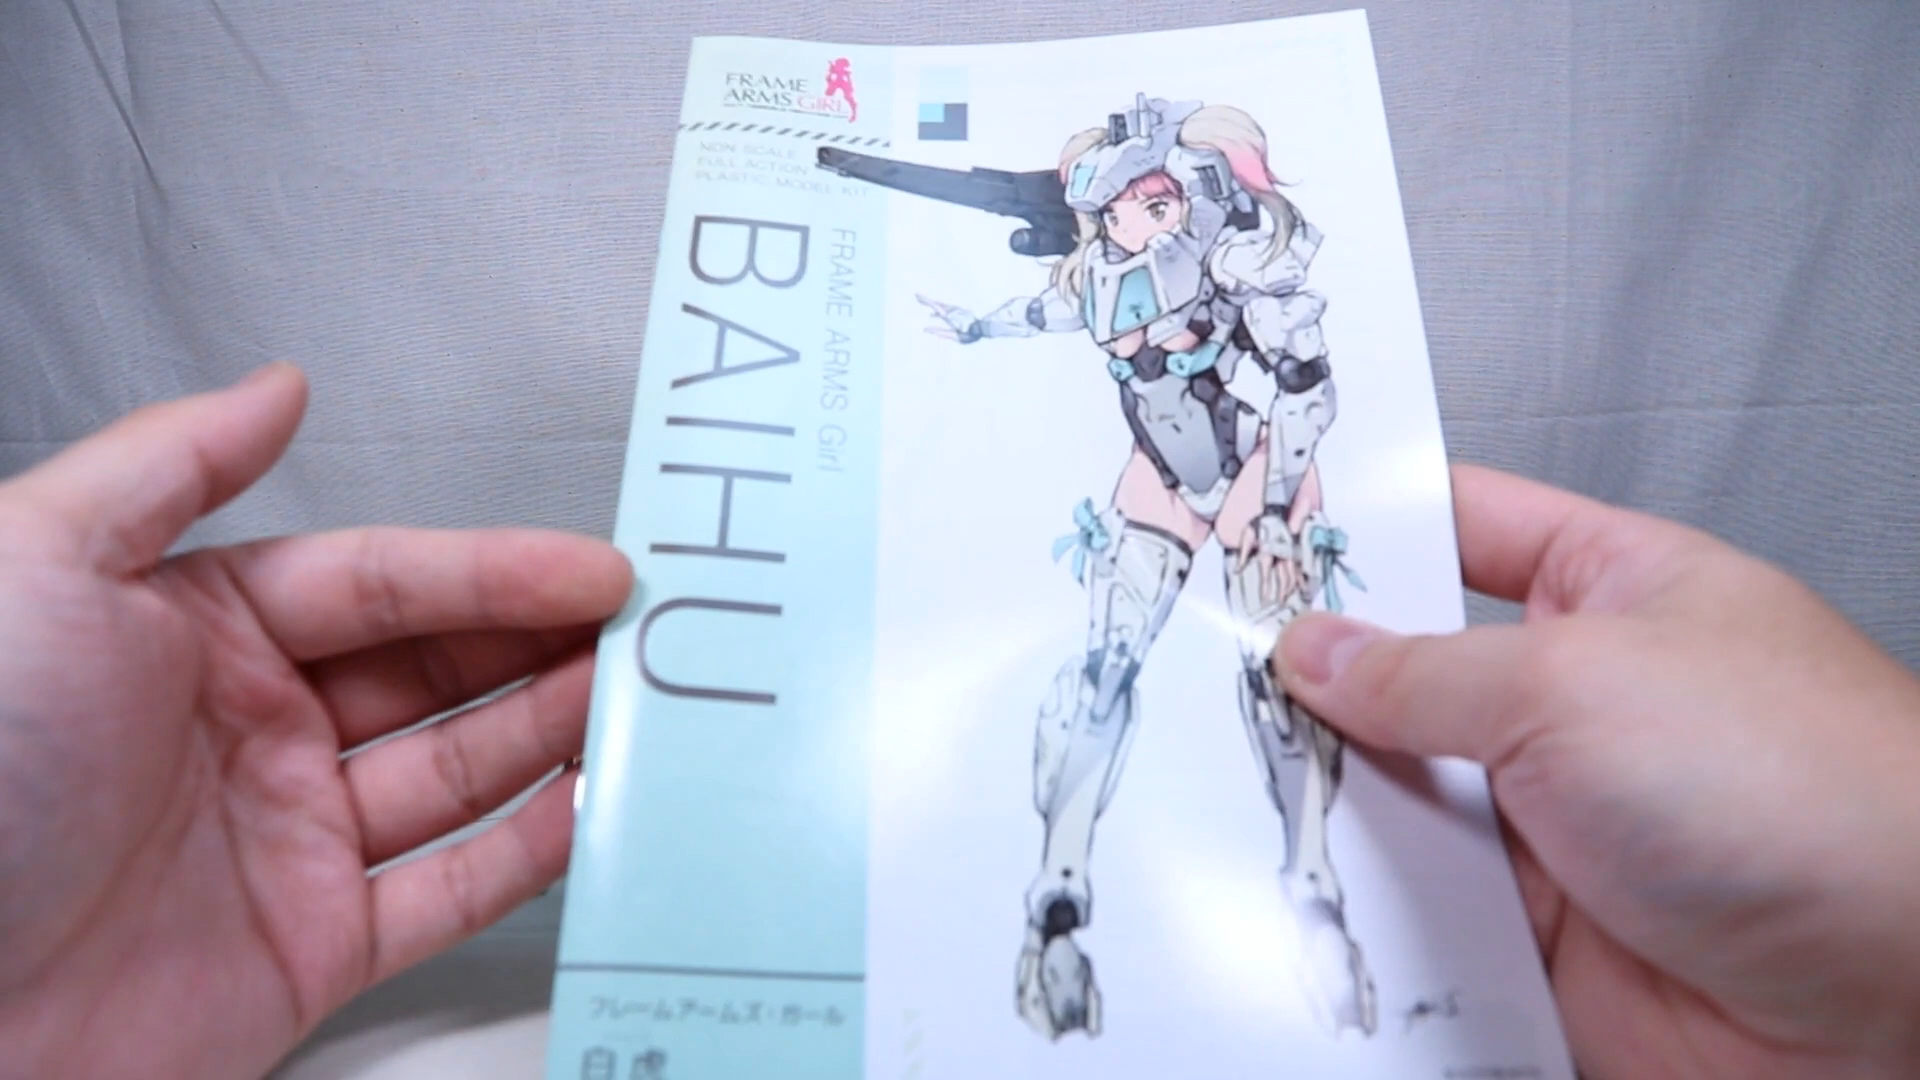 FRAME
ARMS GIRL
NON SCALE
FULL ACTION
PLASTIC MODEL KIT
FRAME ARMS Girl
BAIHU
フレームアームズ・ガール
白虎